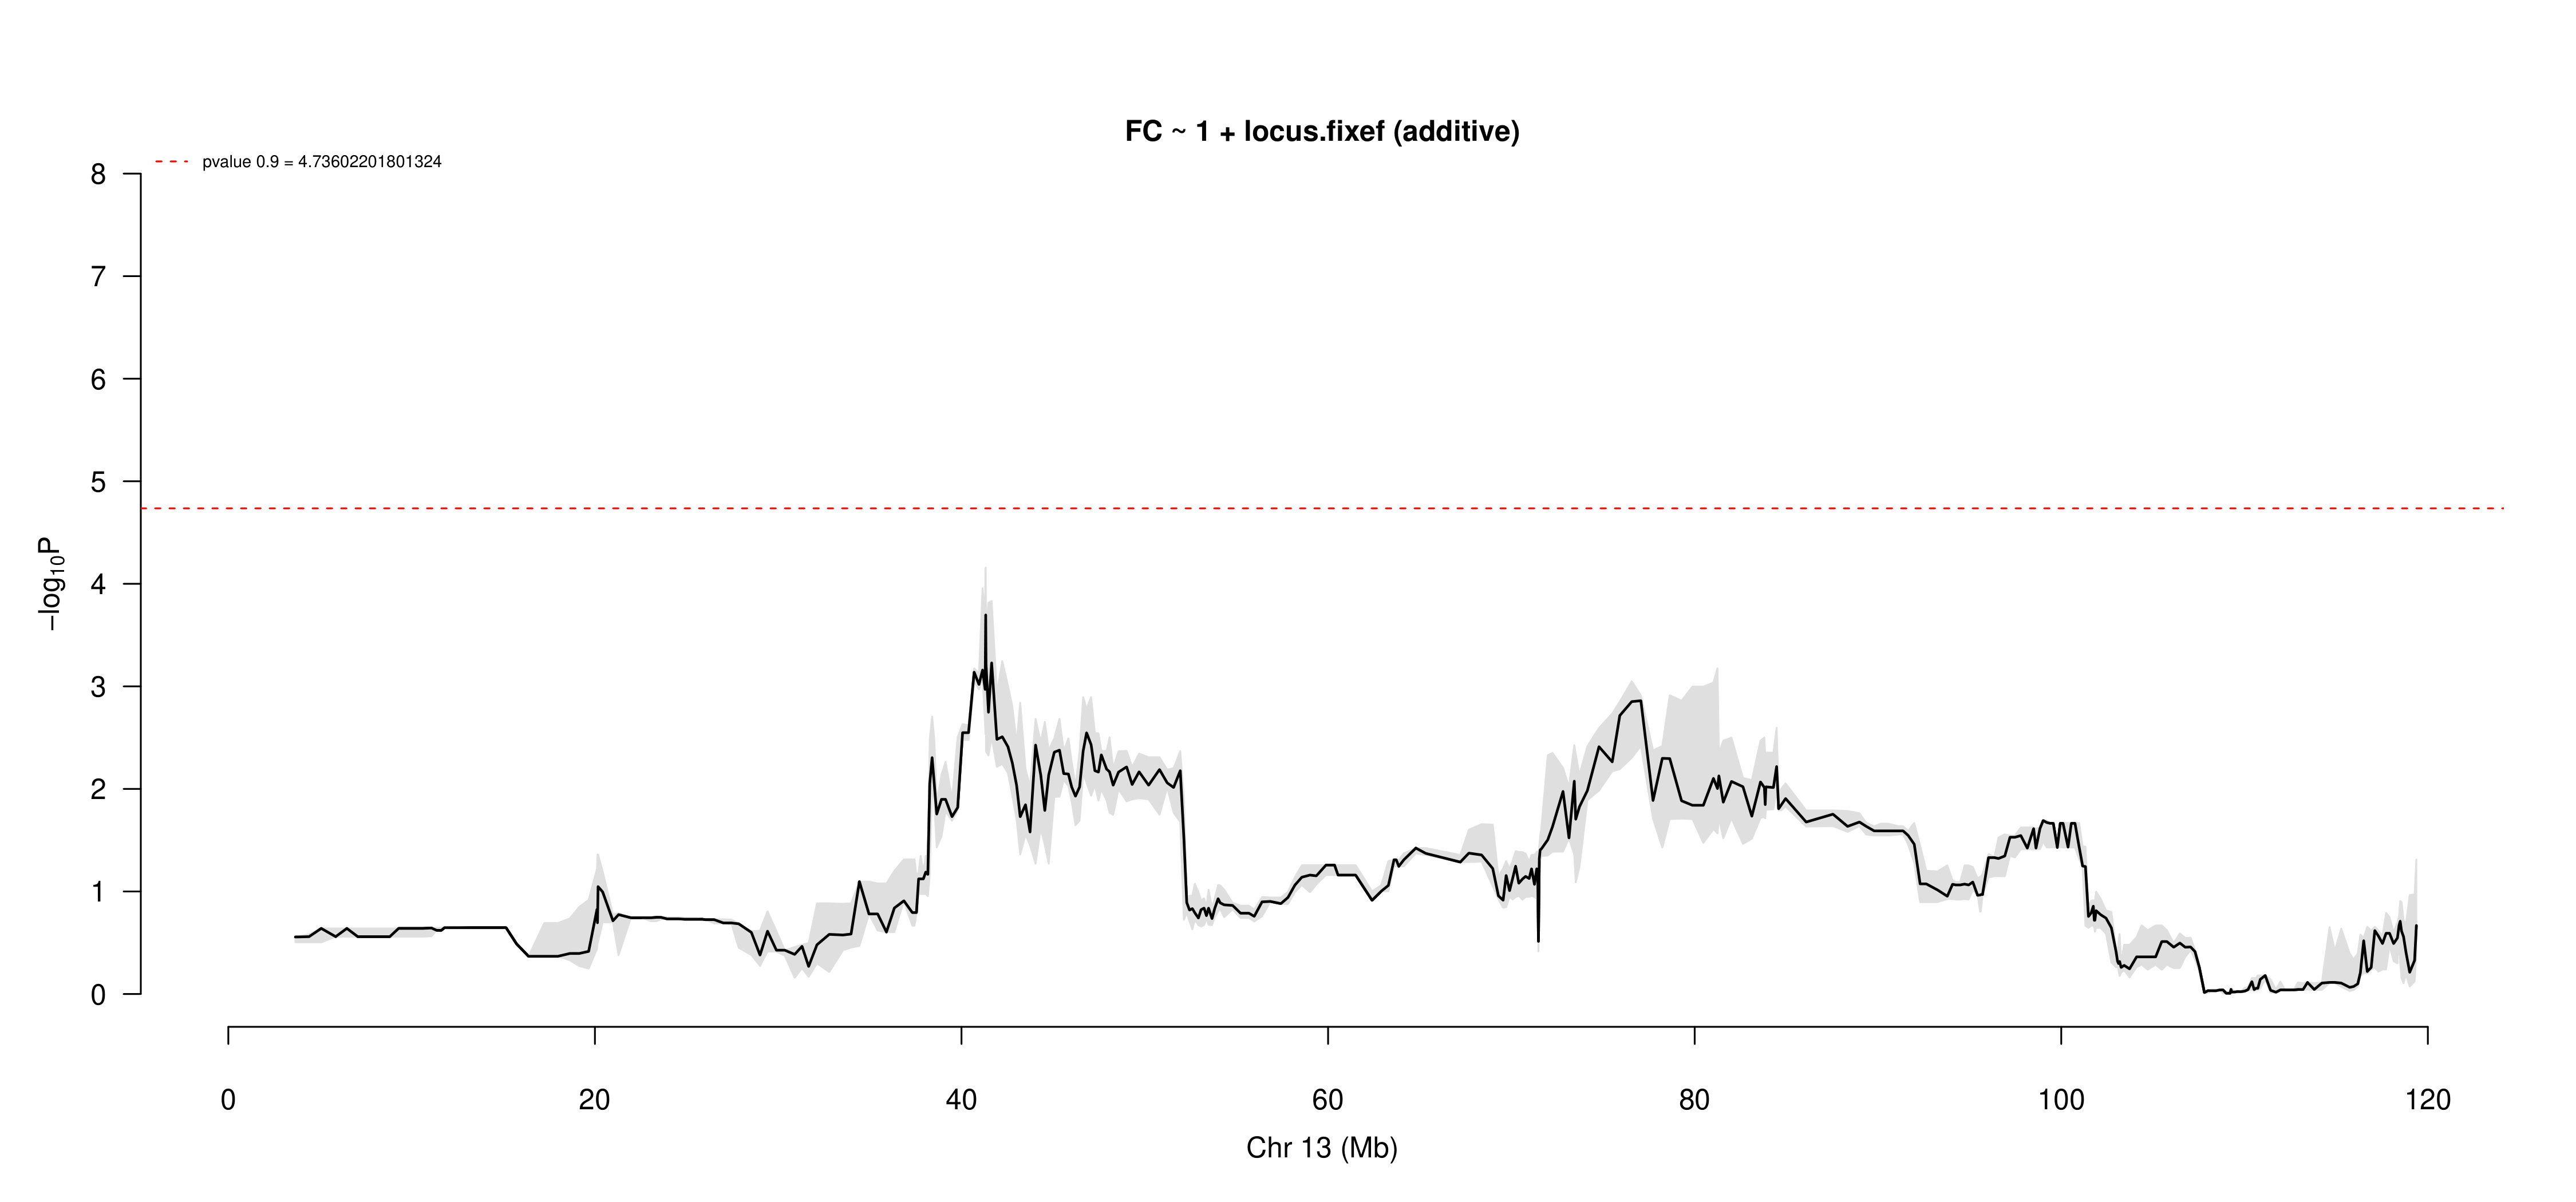 FC ~ 1 + locus.fixef (additive)
pvalue 0.9 = 4.73602201801324
8
7
6
5
4
3
2
1
0
−log10P
0 20 40 60 80 100 120
Chr 13 (Mb)